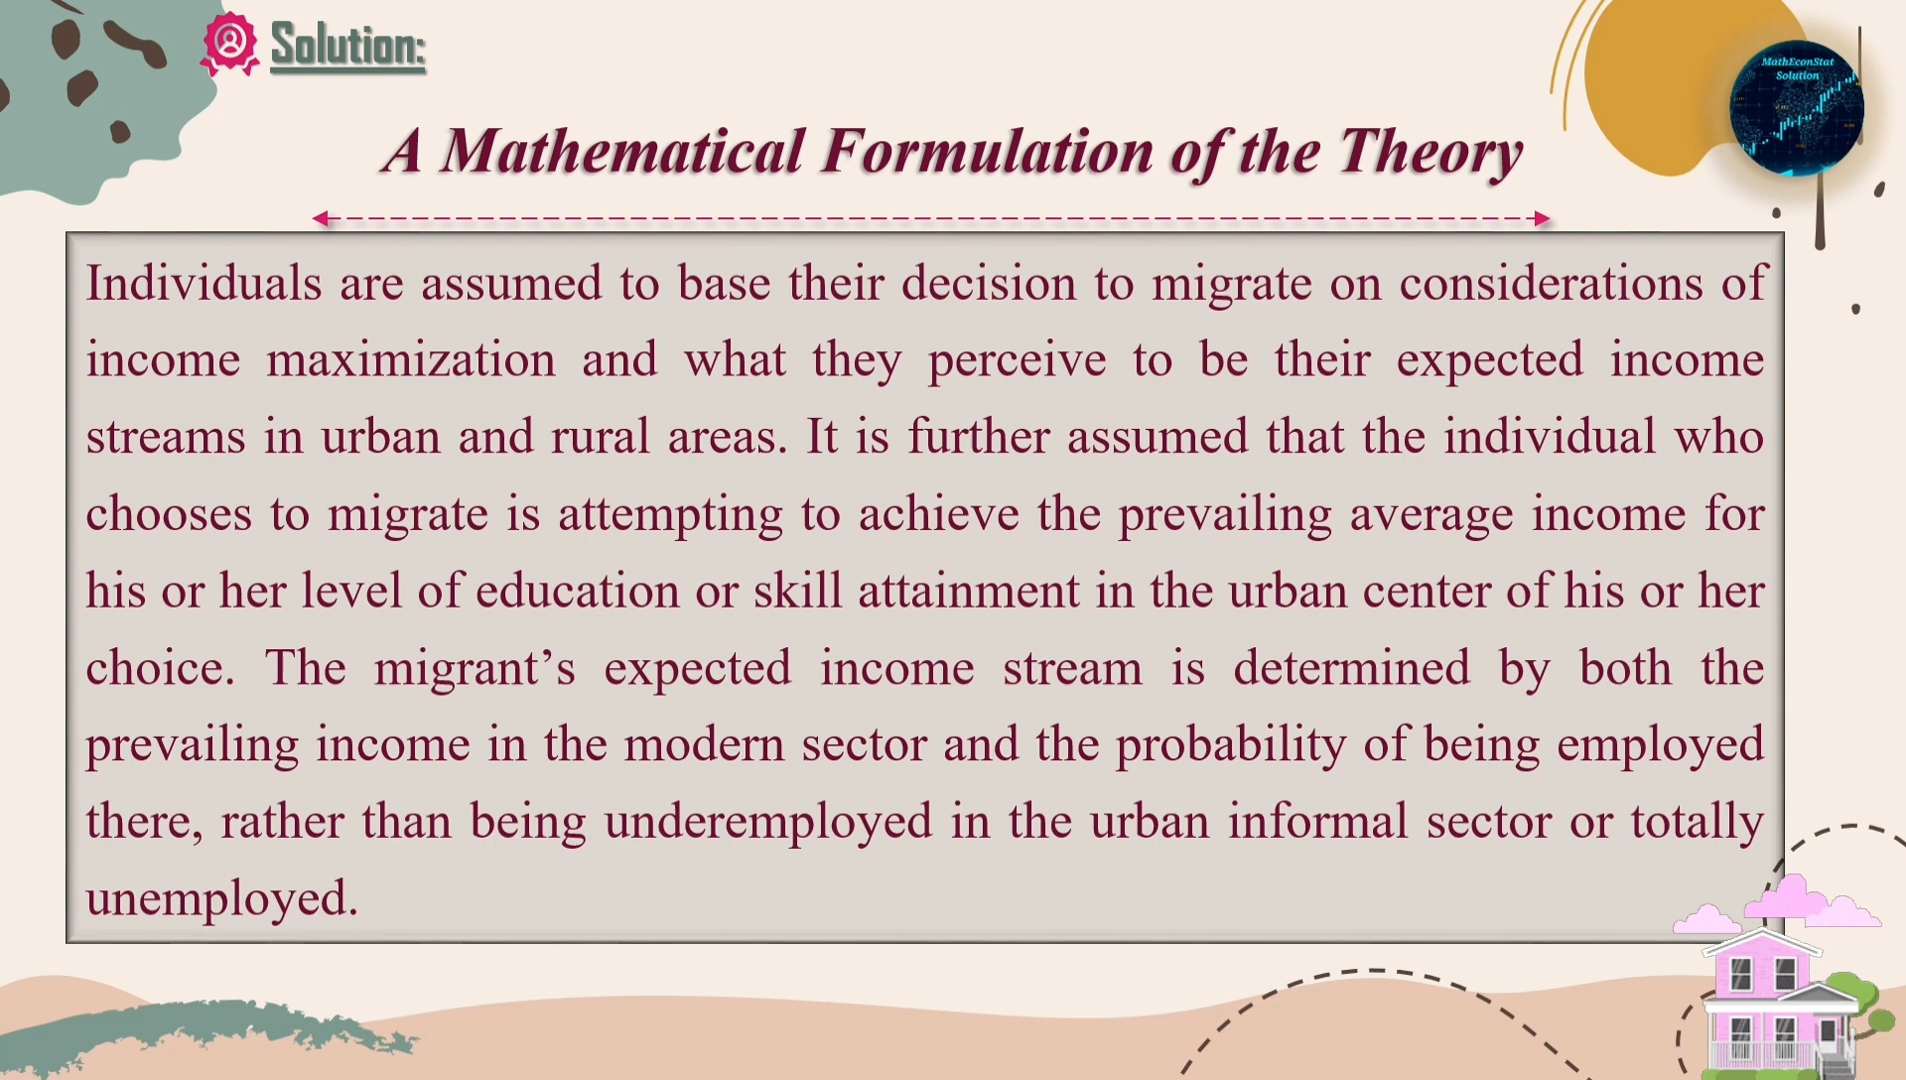 Solution:
MathEconStat
Solution
A Mathematical Formulation of the Theory
Individuals are assumed to base their decision to migrate on considerations of
income maximization and what they perceive to be their expected income
streams in urban and rural areas. It is further assumed that the individual who
chooses to migrate is attempting to achieve the prevailing average income for
his or her level of education or skill attainment in the urban center of his or her
choice. The migrant’s expected income stream is determined by both the
prevailing income in the modern sector and the probability of being employed
there, rather than being underemployed in the urban informal sector or totally
unemployed.